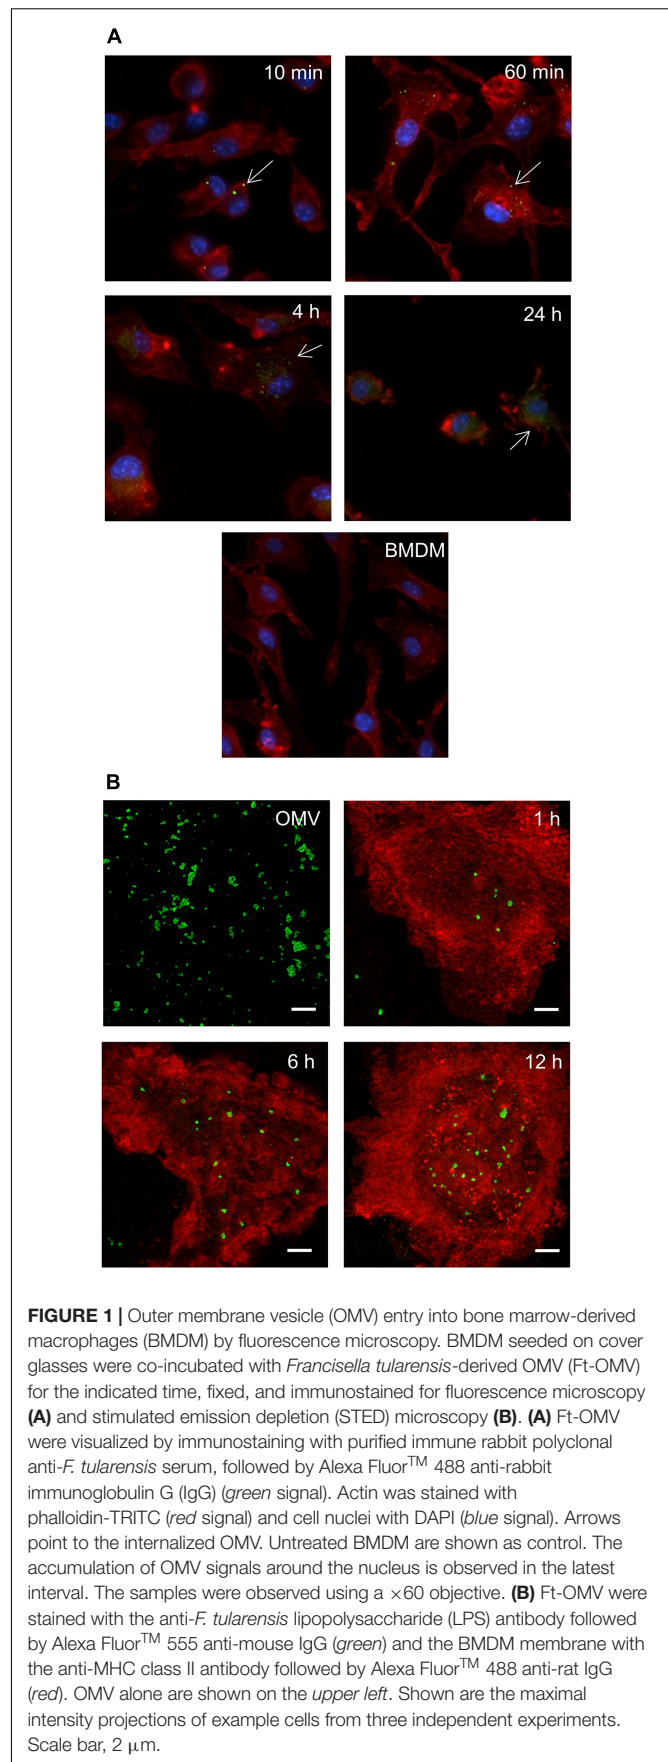 A
10 min
60 min
4 h
24 h
BMDM
B
OMV
1 h
6 h
12 h
FIGURE 1 | Outer membrane vesicle (OMV) entry into bone marrow-derived
macrophages (BMDM) by fluorescence microscopy. BMDM seeded on cover
glasses were co-incubated with Francisella tularensis-derived OMV (Ft-OMV)
for the indicated time, fixed, and immunostained for fluorescence microscopy
(A) and stimulated emission depletion (STED) microscopy (B). (A) Ft-OMV
were visualized by immunostaining with purified immune rabbit polyclonal
anti-F. tularensis serum, followed by Alexa Fluor™ 488 anti-rabbit
immunoglobulin G (IgG) (green signal). Actin was stained with
phalloidin-TRITC (red signal) and cell nuclei with DAPI (blue signal). Arrows
point to the internalized OMV. Untreated BMDM are shown as control. The
accumulation of OMV signals around the nucleus is observed in the latest
interval. The samples were observed using a ×60 objective. (B) Ft-OMV were
stained with the anti-F. tularensis lipopolysaccharide (LPS) antibody followed
by Alexa Fluor™ 555 anti-mouse IgG (green) and the BMDM membrane with
the anti-MHC class II antibody followed by Alexa Fluor™ 488 anti-rat IgG
(red). OMV alone are shown on the upper left. Shown are the maximal
intensity projections of example cells from three independent experiments.
Scale bar, 2 μm.